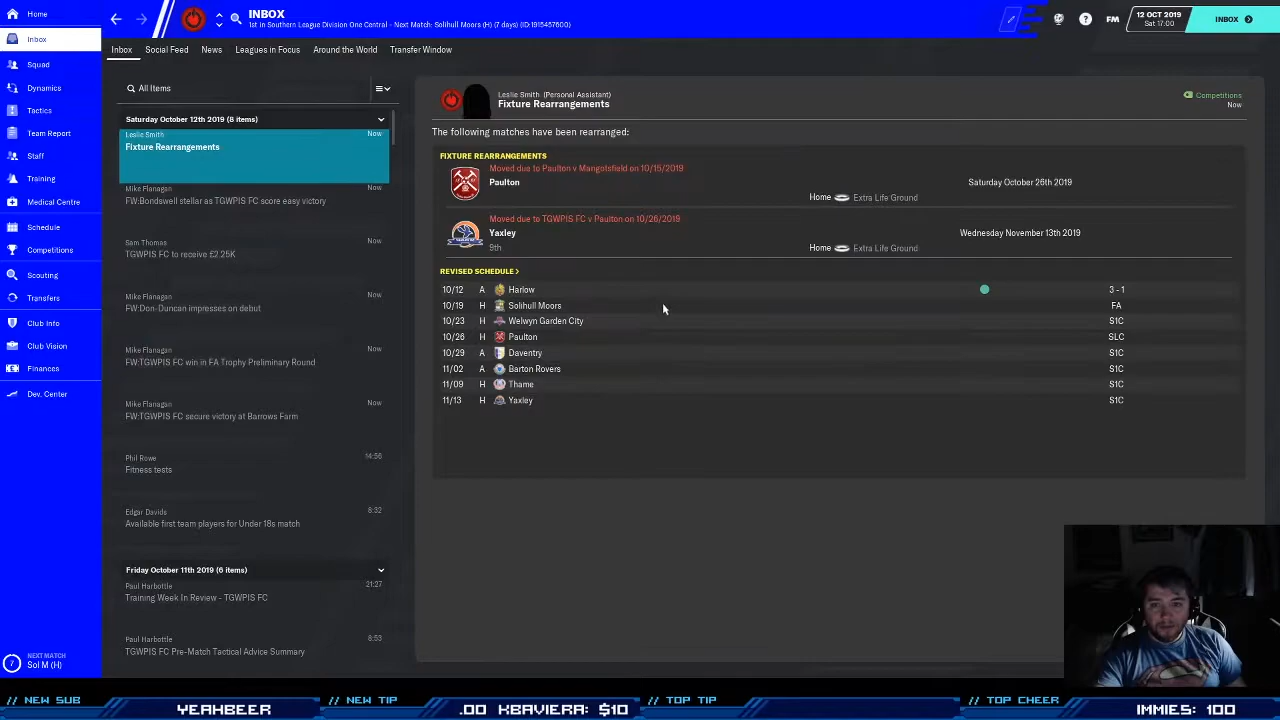 Home
Inbox
Squad
Dynamics
Tactics
Team Report
Staff
Training
Medical Centre
Schedule
Competitions
Scouting
Transfers
Club Info
Club Vision
Finances
Dev. Center
7
NEXT MATCH
Sol M (H)
INBOX
1st in Southern League Division One Central - Next Match: Solihull Moors (H) (7 days) (ID:1915457600)
?
FM
12 OCT 2019
Sat 17:00
INBOX
Inbox
Social Feed
News
Leagues in Focus
Around the World
Transfer Window
All Items
Saturday October 12th 2019 (8 items)
Leslie Smith
Now
Fixture Rearrangements
Mike Flanagan
Now
FW:Bondswell stellar as TGWPIS FC score easy victory
Sam Thomas
Now
TGWPIS FC to receive £2.25K
Mike Flanagan
Now
FW:Don-Duncan impresses on debut
Mike Flanagan
Now
FW:TGWPIS FC win in FA Trophy Preliminary Round
Mike Flanagan
Now
FW:TGWPIS FC secure victory at Barrows Farm
Phil Rowe
14:56
Fitness tests
Edgar Davids
8:32
Available first team players for Under 18s match
Friday October 11th 2019 (6 items)
Paul Harbottle
21:27
Training Week In Review - TGWPIS FC
Paul Harbottle
8:53
TGWPIS FC Pre-Match Tactical Advice Summary
Leslie Smith (Personal Assistant)
Fixture Rearrangements
Competitions
Now
The following matches have been rearranged:
FIXTURE REARRANGEMENTS
Moved due to Paulton v Mangotsfield on 10/15/2019
Paulton
Saturday October 26th 2019
Home Extra Life Ground
Moved due to TGWPIS FC v Paulton on 10/26/2019
Yaxley
9th
Wednesday November 13th 2019
Home Extra Life Ground
REVISED SCHEDULE >
10/12 A Harlow 3 - 1
10/19 H Solihull Moors FA
10/23 H Welwyn Garden City S1C
10/26 H Paulton SLC
10/29 A Daventry S1C
11/02 A Barton Rovers S1C
11/09 H Thame S1C
11/13 H Yaxley S1C
// NEW SUB
YEAHBEER
// NEW TIP
.00 KBAVIERA: $10
// TOP TIP
// TOP CHEER
IMMIES: 100